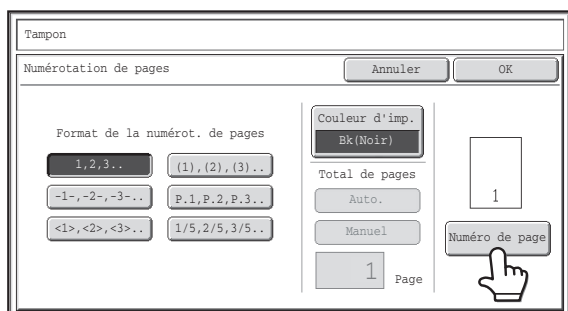 Tampon
Numérotation de pages
Annuler
OK
Format de la numérot. de pages
1,2,3..
(1),(2),(3)..
-1-,-2-,-3-..
P.1,P.2,P.3..
<1>,<2>,<3>..
1/5,2/5,3/5..
Couleur d'imp.
Bk(Noir)
Total de pages
Auto.
Manuel
1 Page
1
Numéro de page